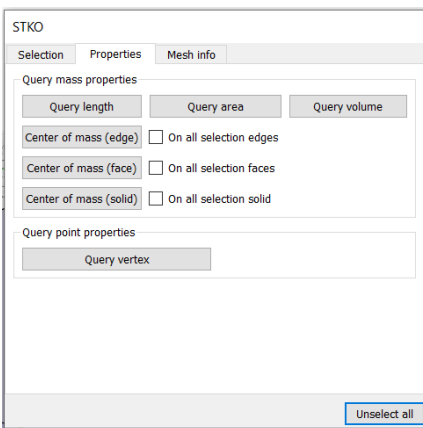 STKO
Selection Properties Mesh info
Query mass properties
Query length Query area Query volume
Center of mass (edge) On all selection edges
Center of mass (face) On all selection faces
Center of mass (solid) On all selection solid
Query point properties
Query vertex
Unselect all